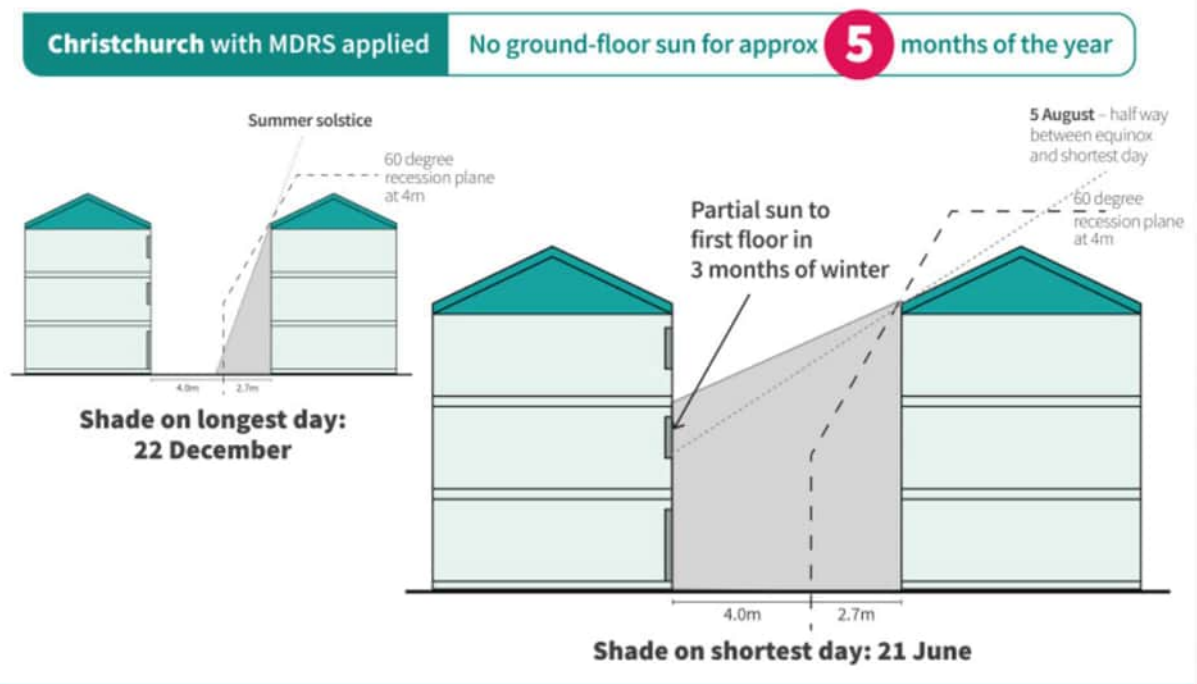 Christchurch with MDRS applied
No ground-floor sun for approx 5 months of the year
Summer solstice
60 degree
recession plane
at 4m
4.0m
2.7m
Shade on longest day:
22 December
5 August – half way
between equinox
and shortest day
60 degree
recession plane
at 4m
Partial sun to
first floor in
3 months of winter
4.0m
2.7m
Shade on shortest day: 21 June